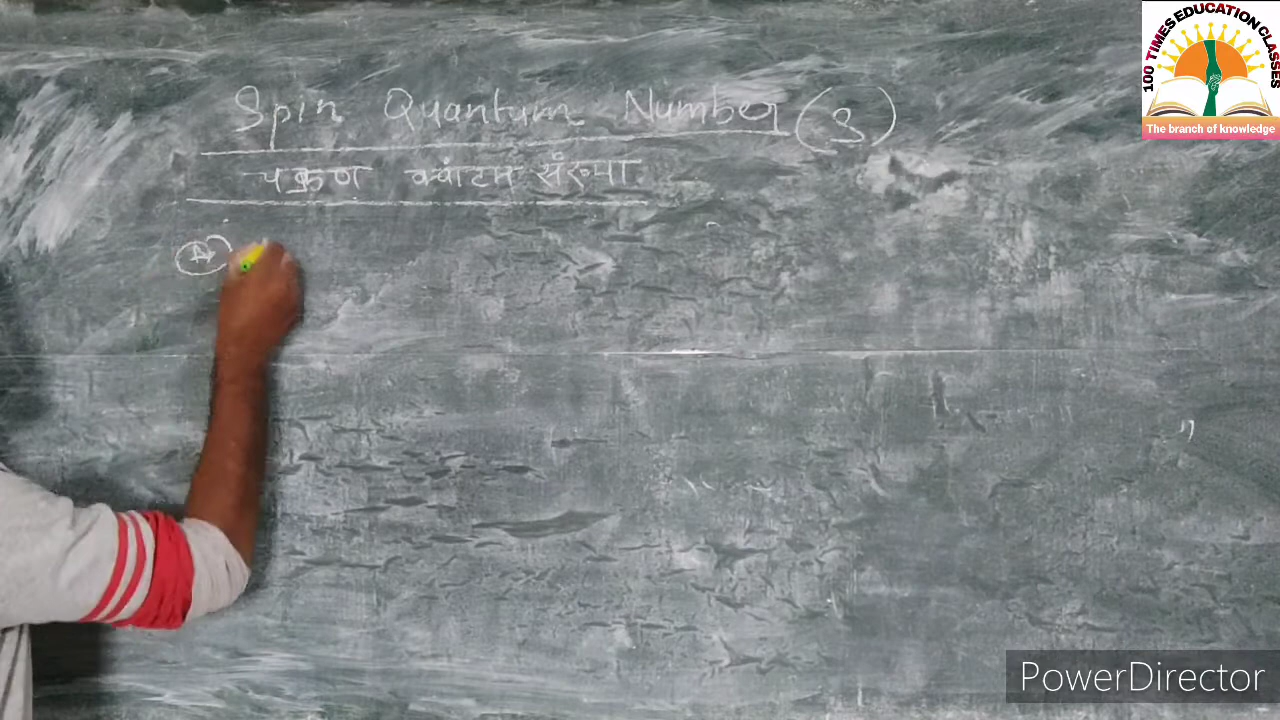 Spin Quantum Number (S)
चक्रण क्वांटम संख्या
A
100 TIMES EDUCATION CLASSES
The branch of knowledge
PowerDirector